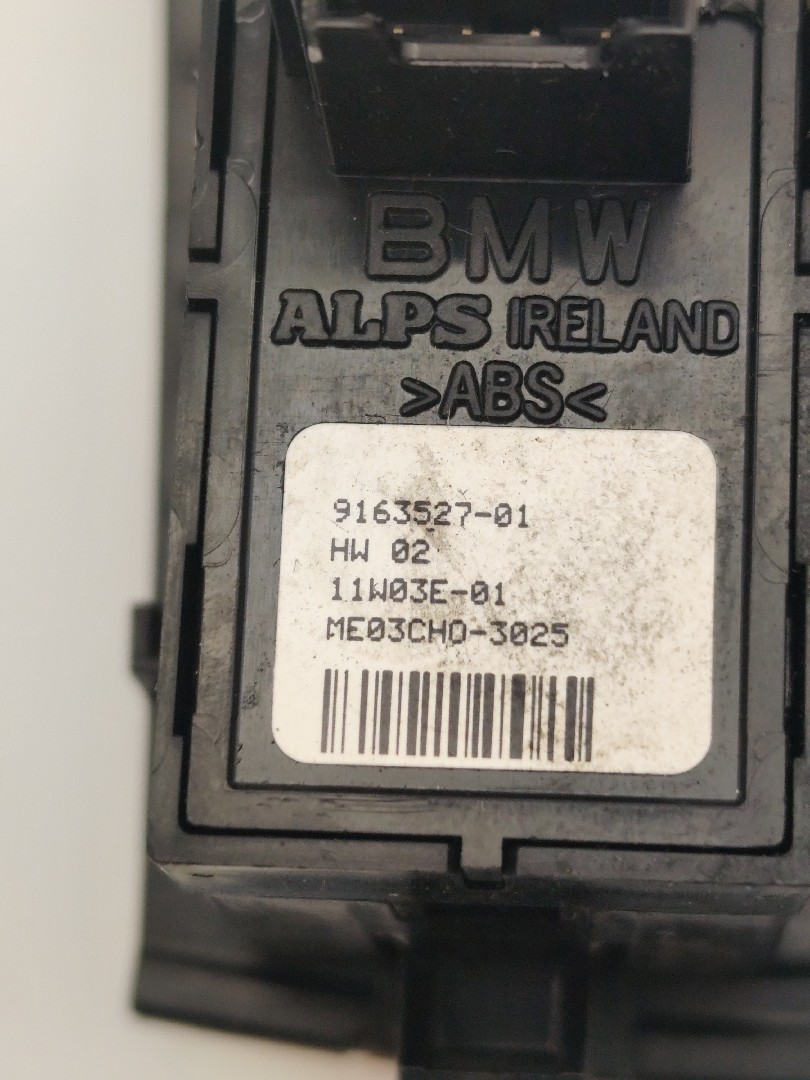 BMW
ALPS IRELAND
>ABS<
9163527-01
HW 02
11W03E-01
ME03CHO-3025